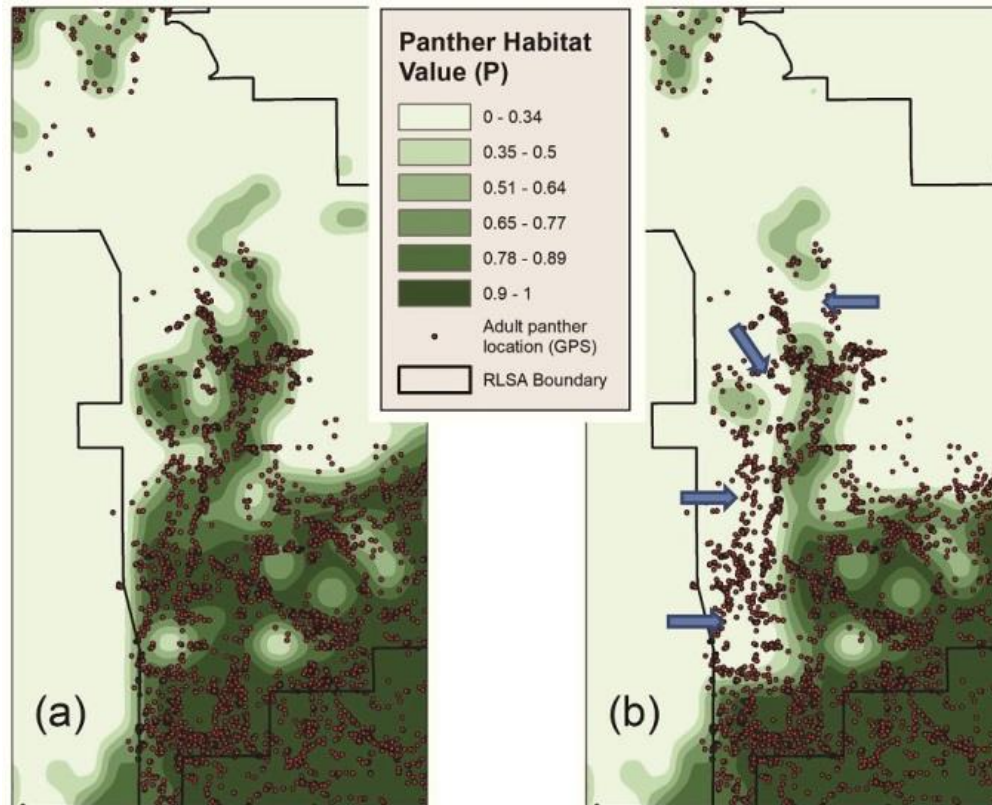 Panther Habitat
Value (P)
0 - 0.34
0.35 - 0.5
0.51 - 0.64
0.65 - 0.77
0.78 - 0.89
0.9 - 1
Adult panther
location (GPS)
RLSA Boundary
(a)
(b)